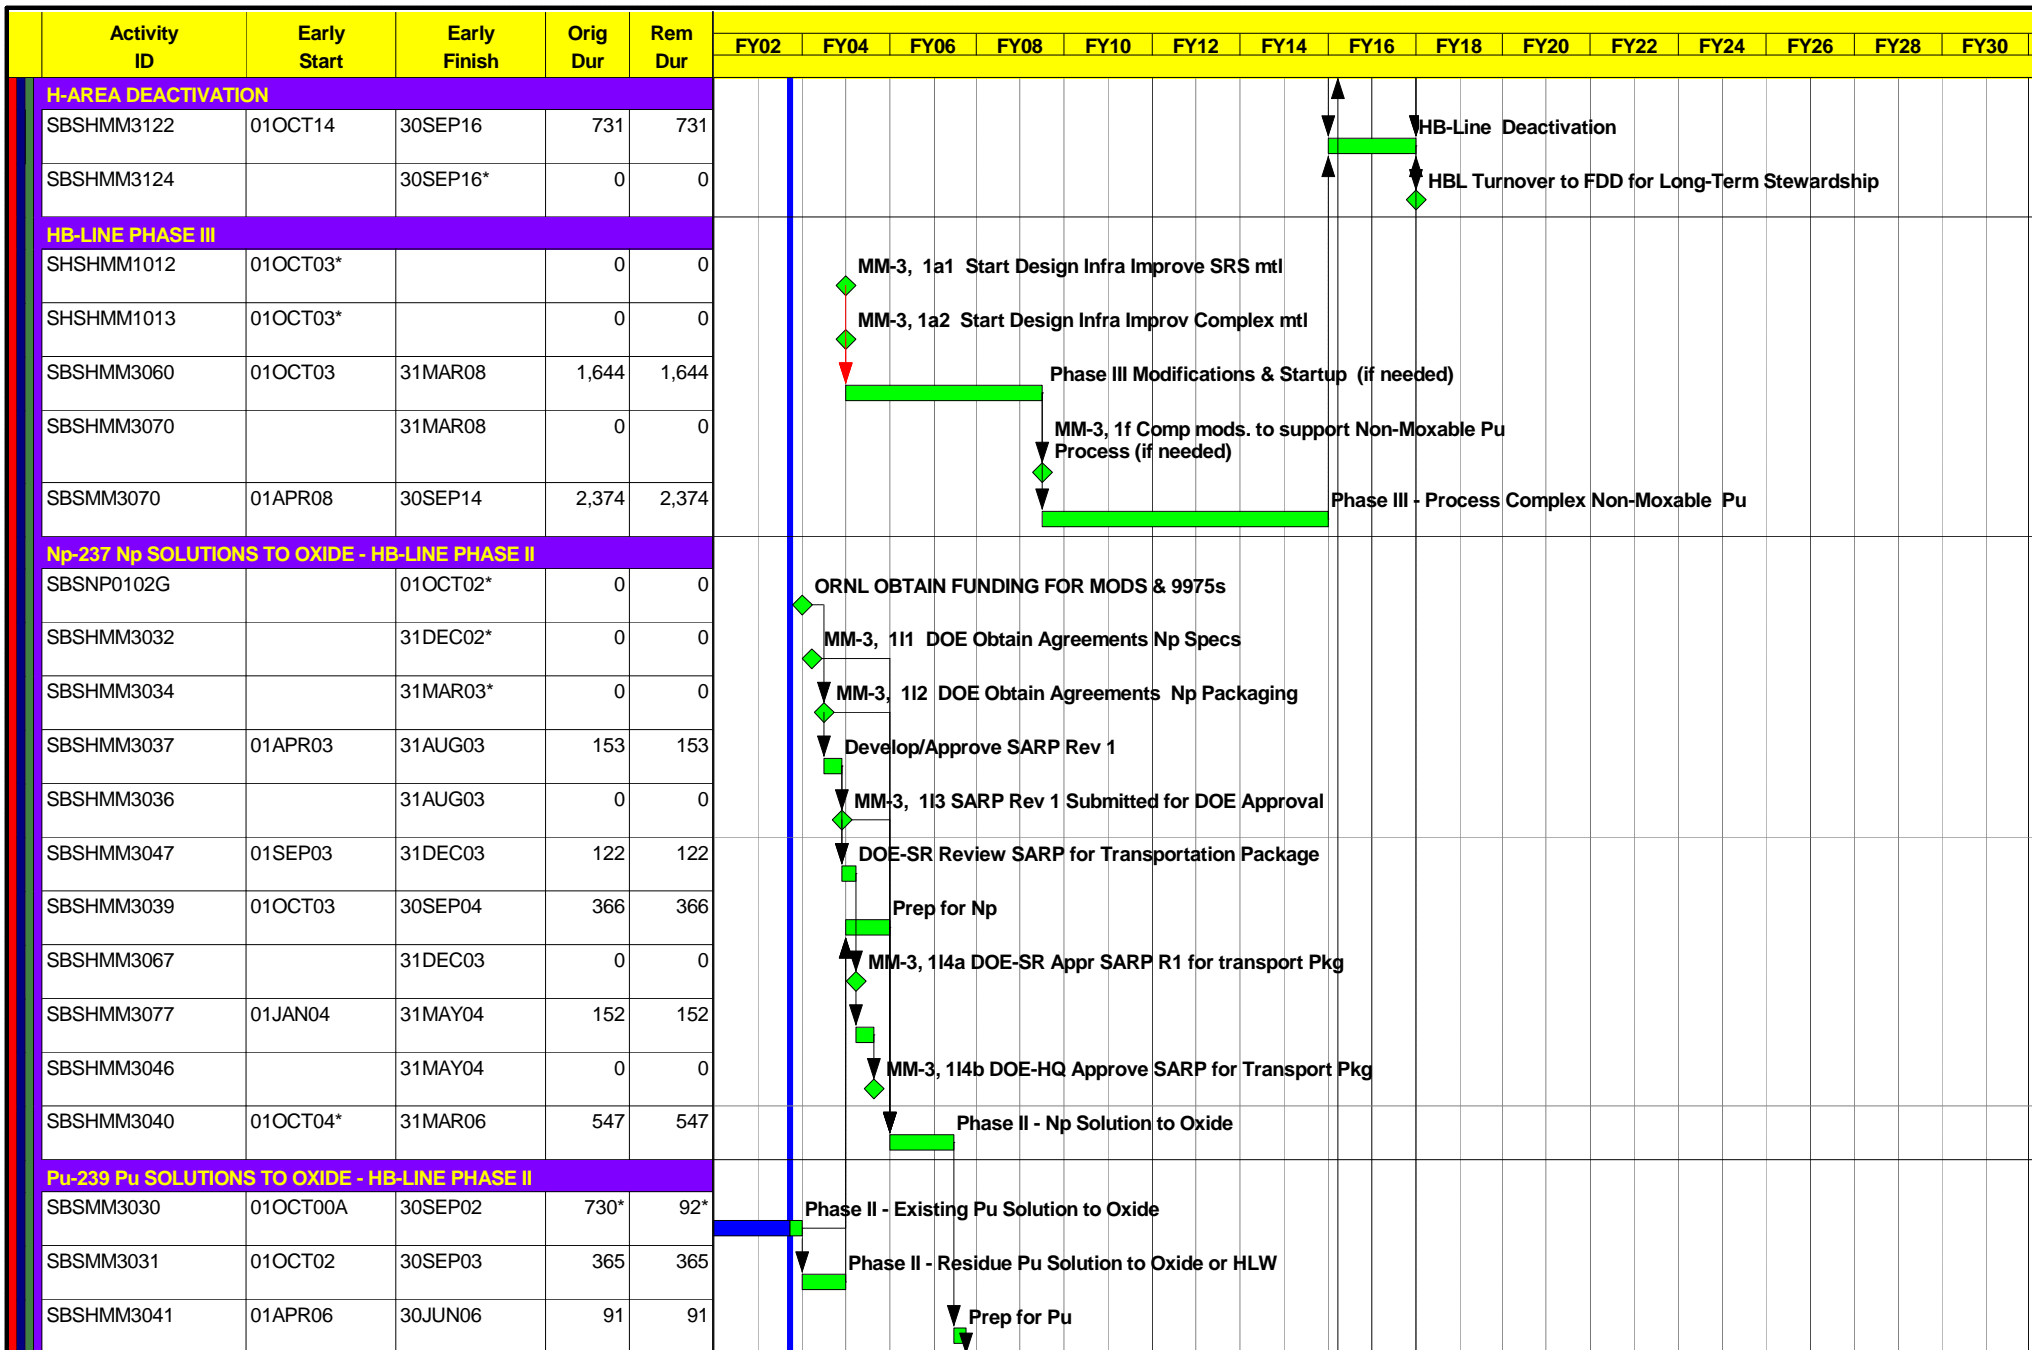 Activity Early Early Orig Rem
ID Start Finish Dur Dur
FY02 FY04 FY06 FY08 FY10 FY12 FY14 FY16 FY18 FY20 FY22 FY24 FY26 FY28 FY30
H-AREA DEACTIVATION
SBSHMM3122 01OCT14 30SEP16 731 731 HB-Line Deactivation
SBSHMM3124 30SEP16* 0 0 HBL Turnover to FDD for Long-Term Stewardship
HB-LINE PHASE III
SHSHMM1012 01OCT03* 0 0 MM-3, 1a1 Start Design Infra Improve SRS mtl
SHSHMM1013 01OCT03* 0 0 MM-3, 1a2 Start Design Infra Improv Complex mtl
SBSHMM3060 01OCT03 31MAR08 1,644 1,644 Phase III Modifications & Startup (if needed)
SBSHMM3070 31MAR08 0 0 MM-3, 1f Comp mods. to support Non-Moxable Pu
Process (if needed)
SBSMM3070 01APR08 30SEP14 2,374 2,374 Phase III - Process Complex Non-Moxable Pu
Np-237 Np SOLUTIONS TO OXIDE - HB-LINE PHASE II
SBSNP0102G 01OCT02* 0 0 ORNL OBTAIN FUNDING FOR MODS & 9975s
SBSHMM3032 31DEC02* 0 0 MM-3, 1l1 DOE Obtain Agreements Np Specs
SBSHMM3034 31MAR03* 0 0 MM-3, 1l2 DOE Obtain Agreements Np Packaging
SBSHMM3037 01APR03 31AUG03 153 153 Develop/Approve SARP Rev 1
SBSHMM3036 31AUG03 0 0 MM-3, 1l3 SARP Rev 1 Submitted for DOE Approval
SBSHMM3047 01SEP03 31DEC03 122 122 DOE-SR Review SARP for Transportation Package
SBSHMM3039 01OCT03 30SEP04 366 366 Prep for Np
SBSHMM3067 31DEC03 0 0 MM-3, 1l4a DOE-SR Appr SARP R1 for transport Pkg
SBSHMM3077 01JAN04 31MAY04 152 152
SBSHMM3046 31MAY04 0 0 MM-3, 1l4b DOE-HQ Approve SARP for Transport Pkg
SBSHMM3040 01OCT04* 31MAR06 547 547 Phase II - Np Solution to Oxide
Pu-239 Pu SOLUTIONS TO OXIDE - HB-LINE PHASE II
SBSMM3030 01OCT00A 30SEP02 730* 92* Phase II - Existing Pu Solution to Oxide
SBSMM3031 01OCT02 30SEP03 365 365 Phase II - Residue Pu Solution to Oxide or HLW
SBSHMM3041 01APR06 30JUN06 91 91 Prep for Pu